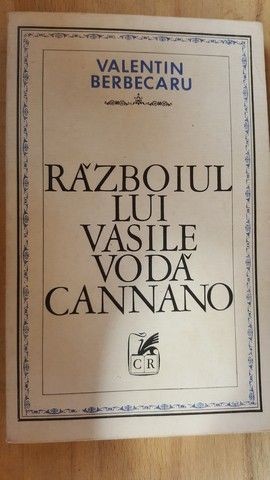 VALENTIN
BERBECARU
RĂZBOIUL
LUI
VASILE
VODĂ
CANNANO
CR